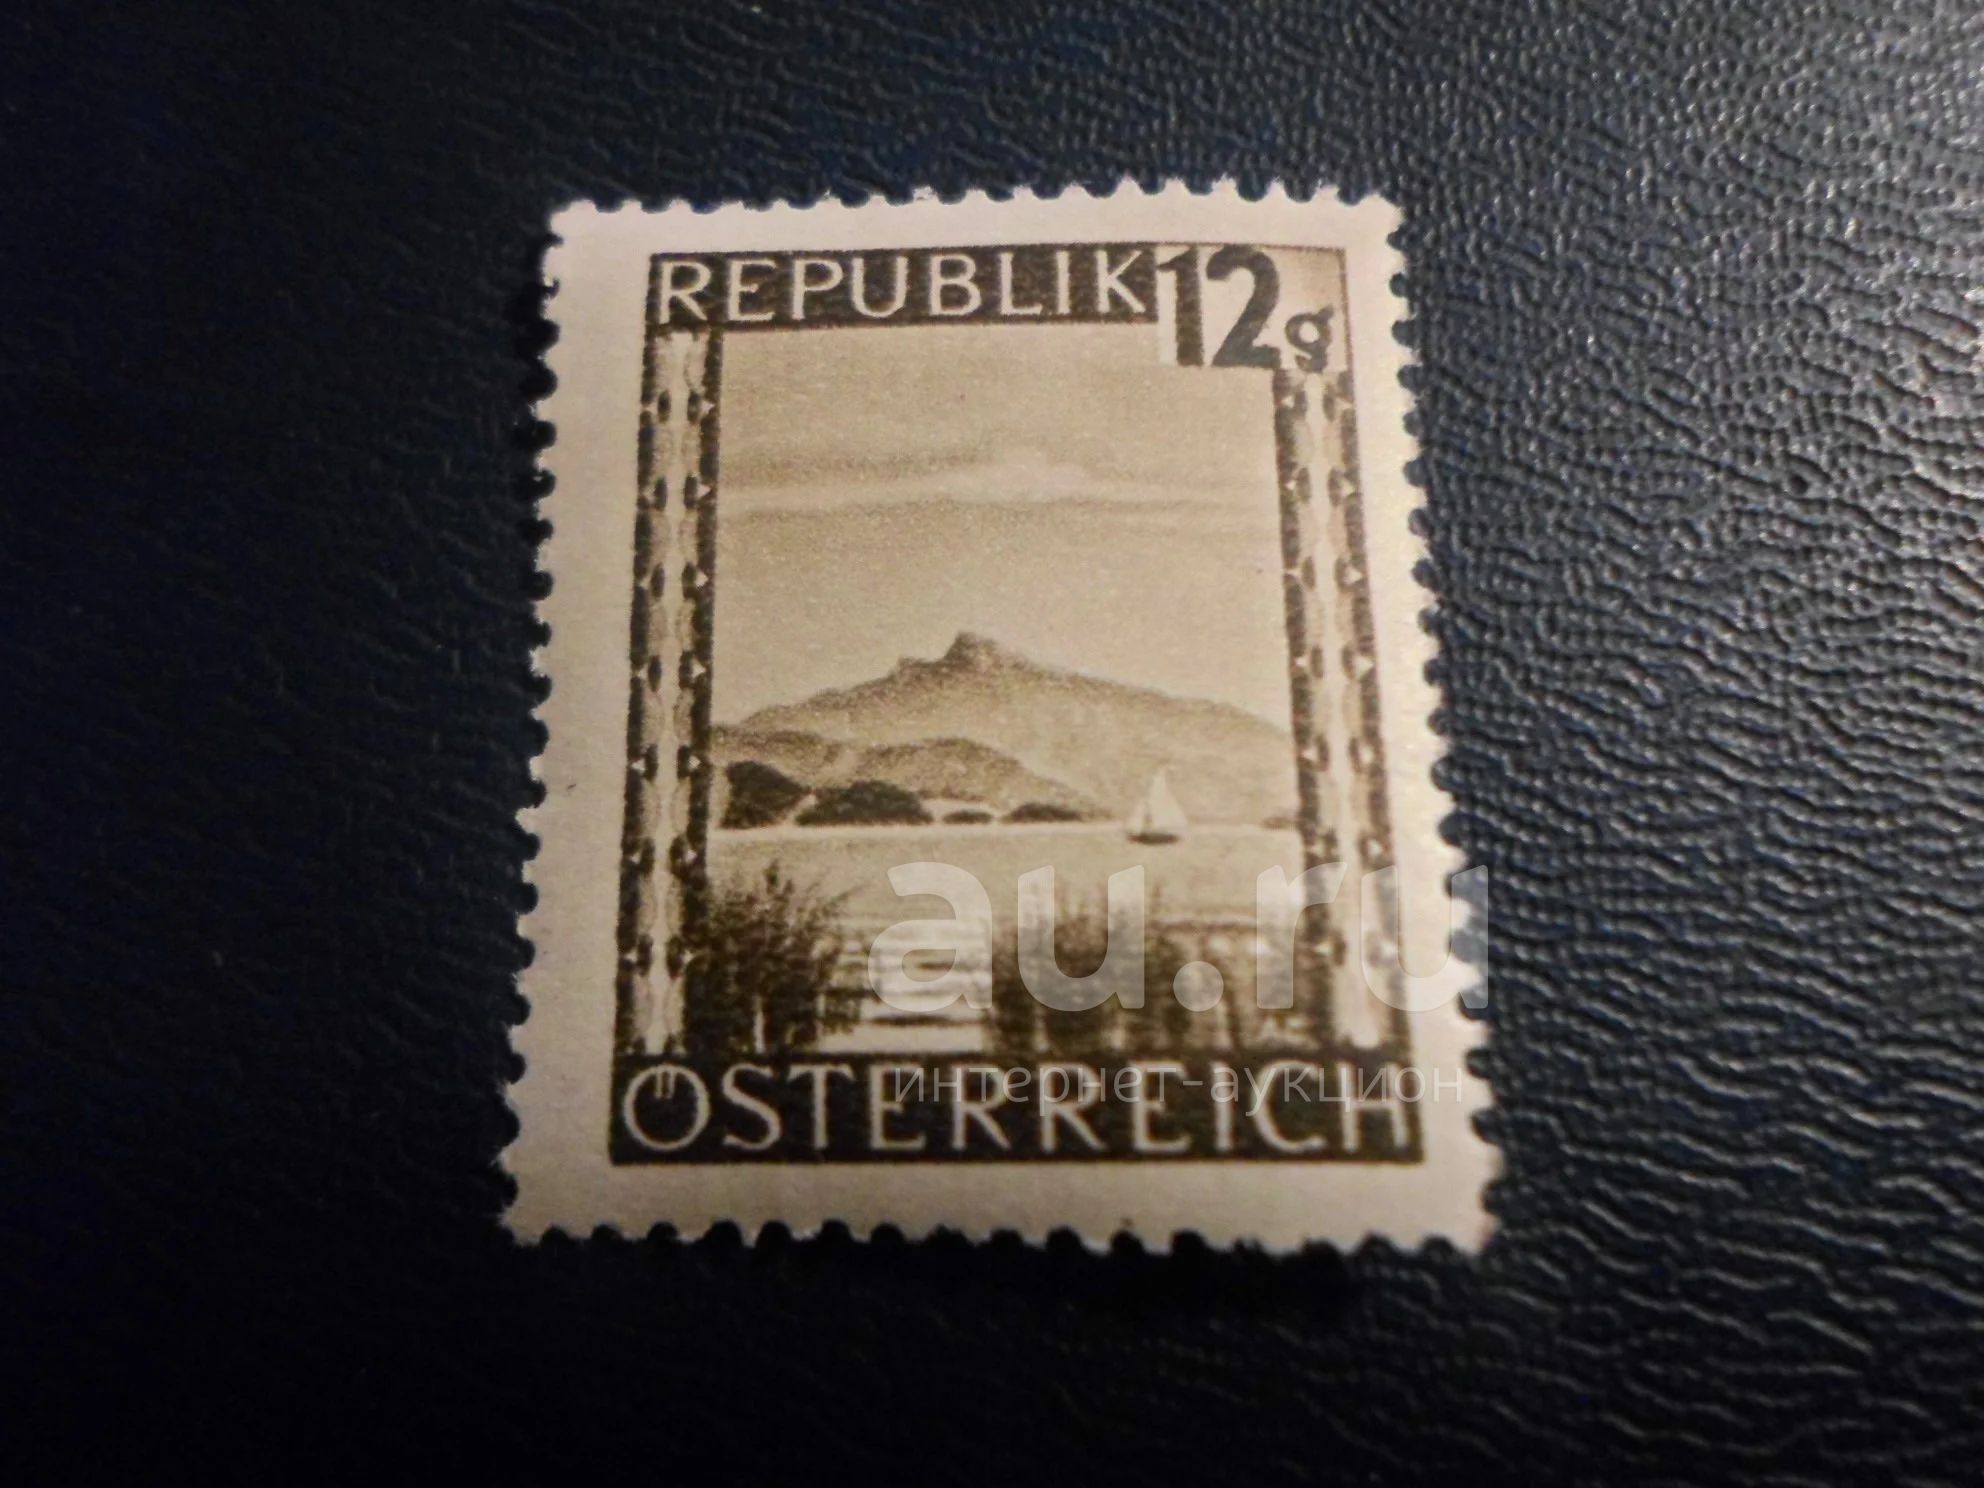 REPUBLIK 12g
au.ru
интернет-аукцион
ÖSTERREICH